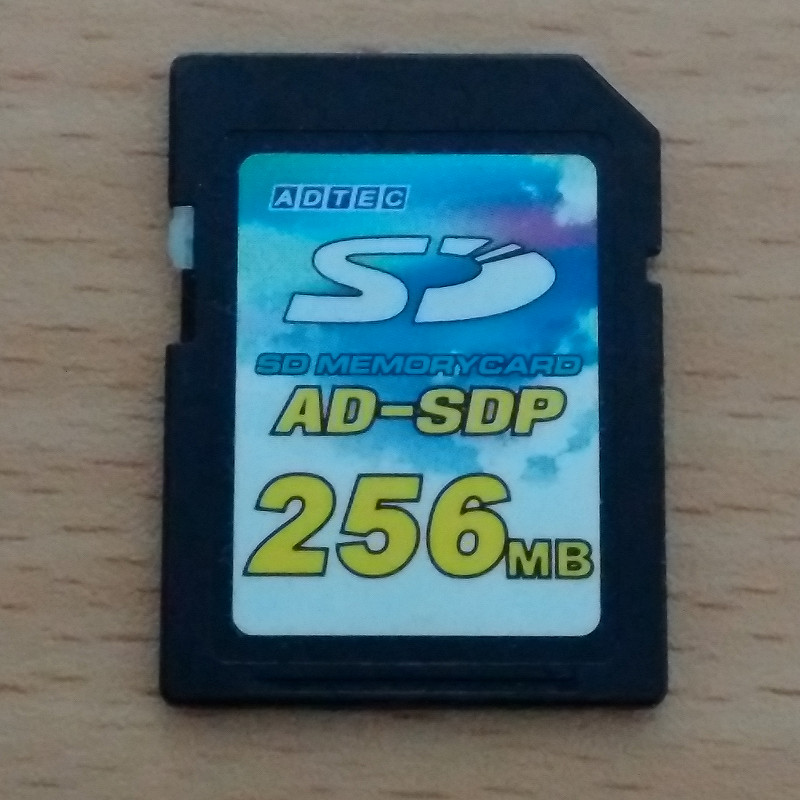 ADTEC
SD
SD MEMORYCARD
AD-SDP
256MB